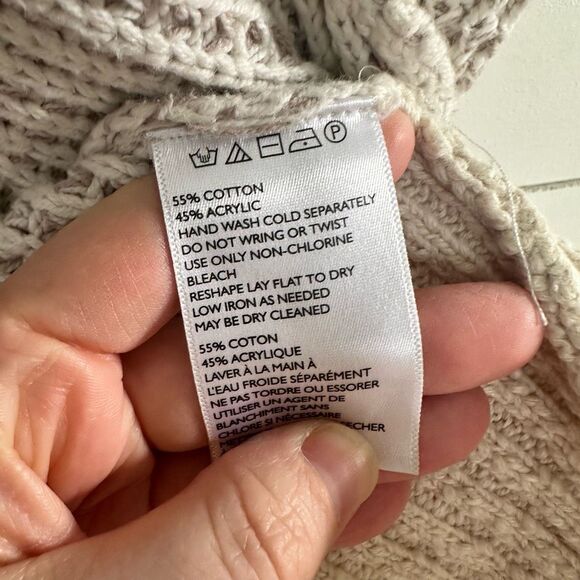 P
55% COTTON
45% ACRYLIC
HAND WASH COLD SEPARATELY
DO NOT WRING OR TWIST
USE ONLY NON-CHLORINE
BLEACH
RESHAPE LAY FLAT TO DRY
LOW IRON AS NEEDED
MAY BE DRY CLEANED
55% COTON
45% ACRYLIQUE
LAVER À LA MAIN À
L'EAU FROIDE SÉPARÉMENT
NE PAS TORDRE OU ESSORER
UTILISER UN AGENT DE
BLANCHIMENT SANS
CHLORE SI NÉCESSAIRE